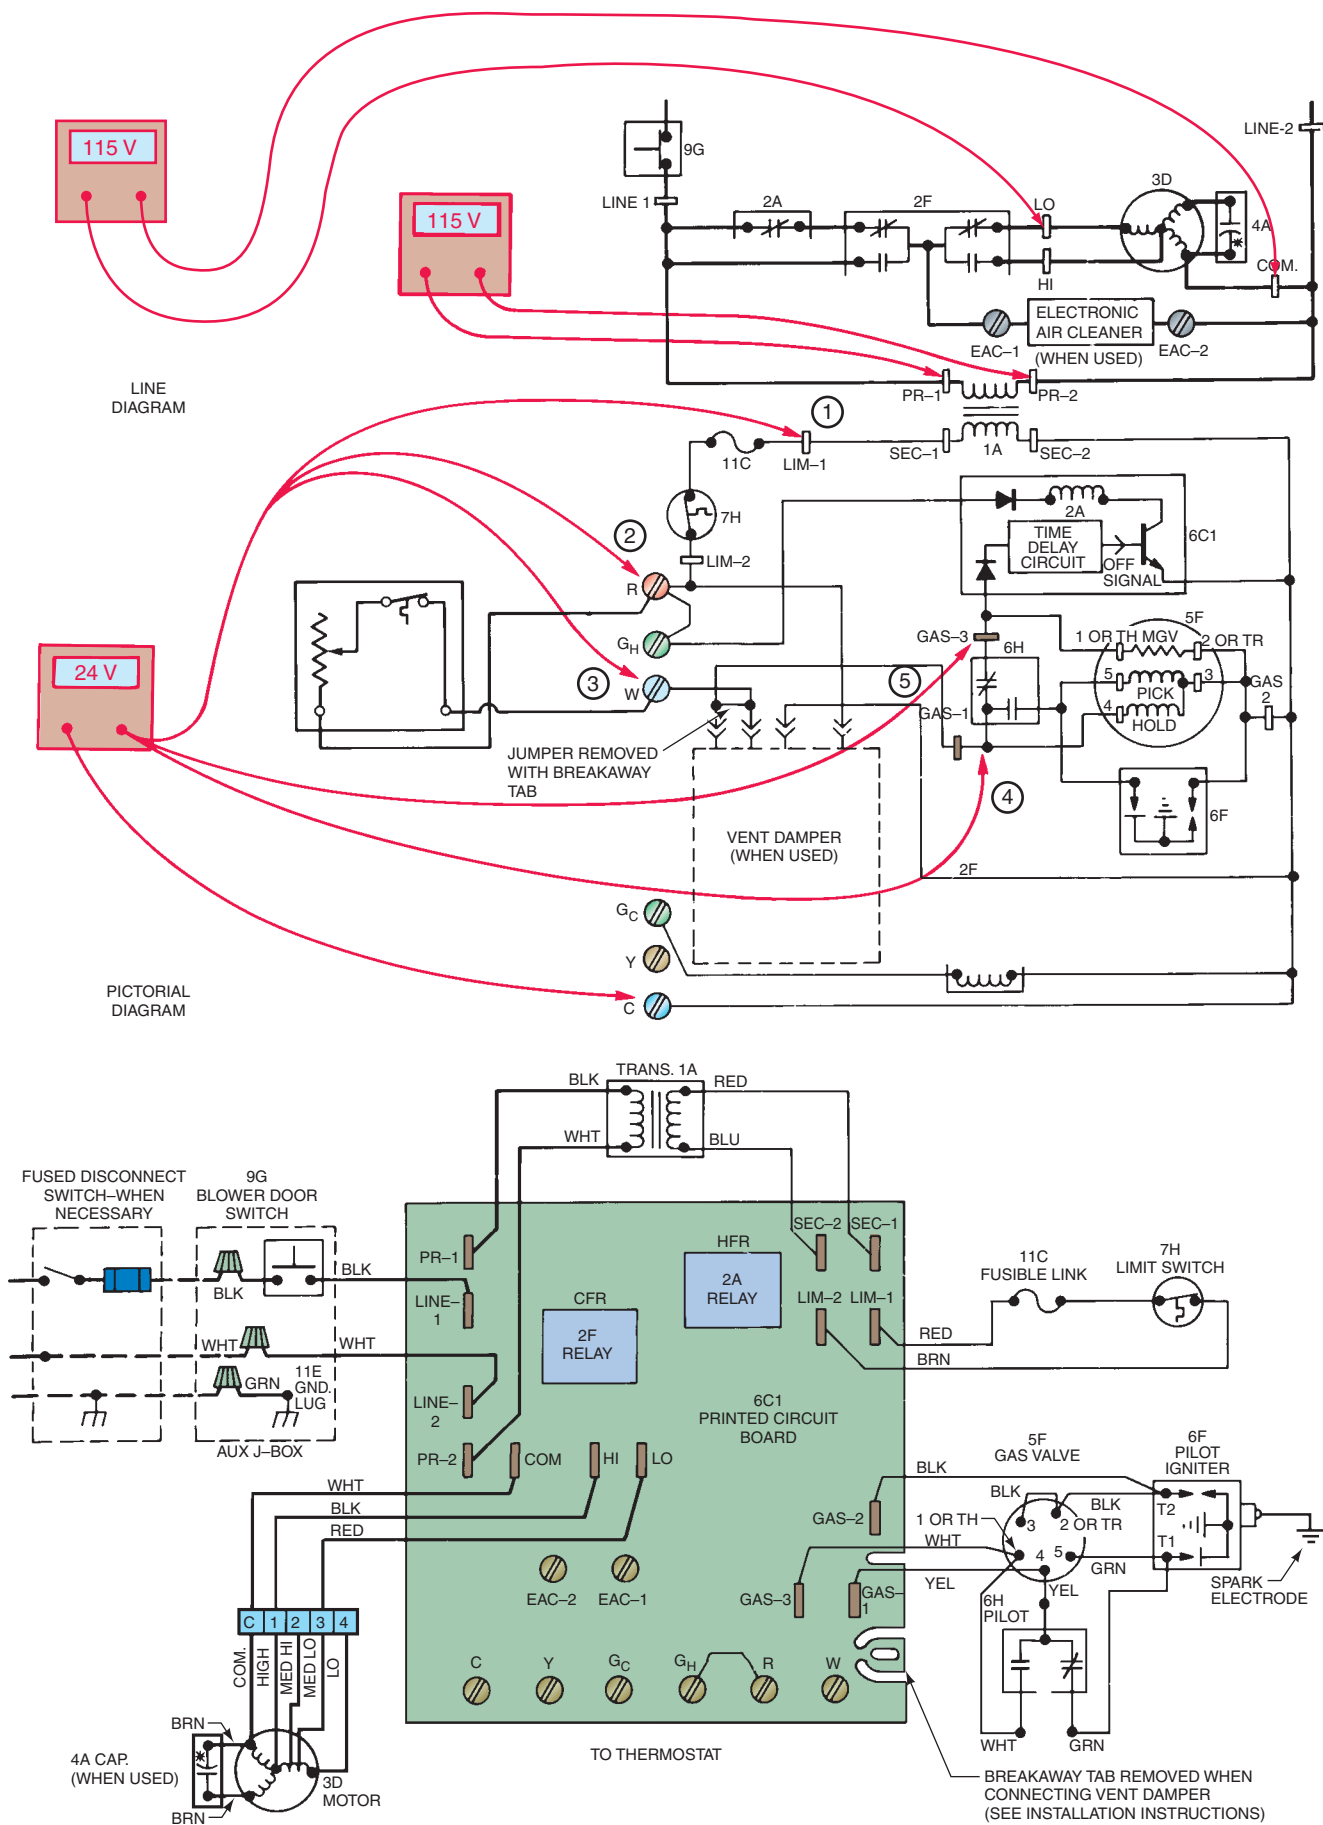 115 V
115 V
LINE
DIAGRAM
9G
LINE 1
2A
2F
LO
HI
3D
4A
COM.
LINE-2
ELECTRONIC
AIR CLEANER
(WHEN USED)
EAC–1
EAC–2
PR–1
PR–2
1
11C
LIM–1
SEC–1
1A
SEC–2
7H
2
LIM–2
R
GH
3
W
24 V
2A
TIME
DELAY
CIRCUIT
OFF
SIGNAL
6C1
GAS–3
6H
5
GAS–1
5F
1 OR TH MGV
2 OR TR
5
PICK
3
4
HOLD
GAS
2
JUMPER REMOVED
WITH BREAKAWAY
TAB
4
6F
VENT DAMPER
(WHEN USED)
2F
GC
Y
C
PICTORIAL
DIAGRAM
TRANS. 1A
BLK
RED
WHT
BLU
FUSED DISCONNECT
SWITCH–WHEN
NECESSARY
9G
BLOWER DOOR
SWITCH
BLK
BLK
WHT
WHT
GRN
11E
GND.
LUG
AUX J–BOX
PR–1
LINE–
1
LINE–
2
PR–2
COM
HI
LO
CFR
2F
RELAY
HFR
2A
RELAY
SEC–2
SEC–1
LIM–2
LIM–1
6C1
PRINTED CIRCUIT
BOARD
11C
FUSIBLE LINK
7H
LIMIT SWITCH
RED
BRN
GAS–2
GAS–3
GAS–
1
EAC–2
EAC–1
C
Y
GC
GH
R
W
TO THERMOSTAT
WHT
BLK
RED
C
1
2
3
4
COM.
HIGH
MED HI
MED LO
LO
BRN
4A CAP.
(WHEN USED)
BRN
3D
MOTOR
BLK
5F
GAS VALVE
BLK
BLK
3
2 OR TR
1 OR TH
4
5
WHT
YEL
YEL
GRN
6F
PILOT
IGNITER
T2
T1
SPARK
ELECTRODE
6H
PILOT
WHT
GRN
BREAKAWAY TAB REMOVED WHEN
CONNECTING VENT DAMPER
(SEE INSTALLATION INSTRUCTIONS)